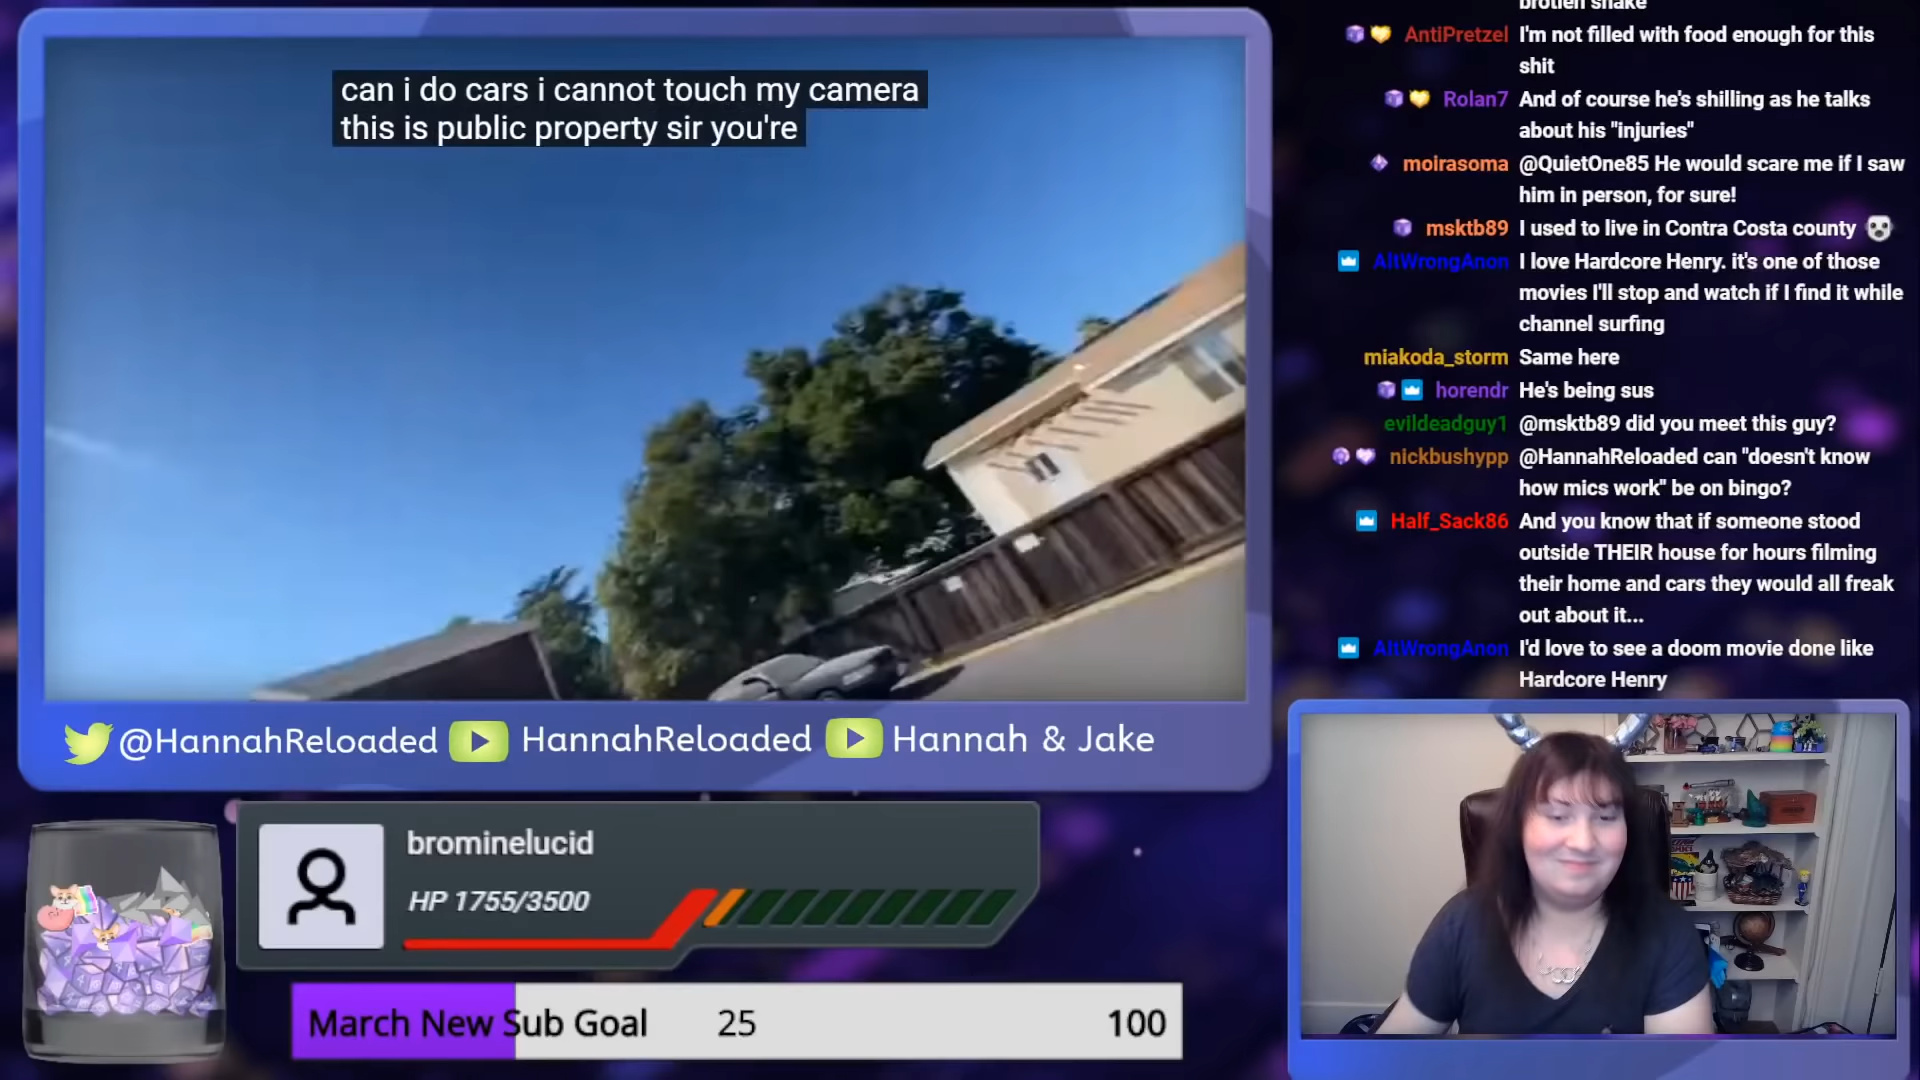 can i do cars i cannot touch my camera
this is public property sir you're
@HannahReloaded HannahReloaded Hannah & Jake
brominelucid
HP 1755/3500
March New Sub Goal 25 100
AntiPretzel I'm not filled with food enough for this
shit
Rolan7 And of course he's shilling as he talks
about his "injuries"
moirasoma @QuietOne85 He would scare me if I saw
him in person, for sure!
msktb89 I used to live in Contra Costa county
AltWrongAnon I love Hardcore Henry. it's one of those
movies I'll stop and watch if I find it while
channel surfing
miakoda_storm Same here
horendr He's being sus
evildeadguy1 @msktb89 did you meet this guy?
nickbushypp @HannahReloaded can "doesn't know
how mics work" be on bingo?
Half_Sack86 And you know that if someone stood
outside THEIR house for hours filming
their home and cars they would all freak
out about it...
AltWrongAnon I'd love to see a doom movie done like
Hardcore Henry